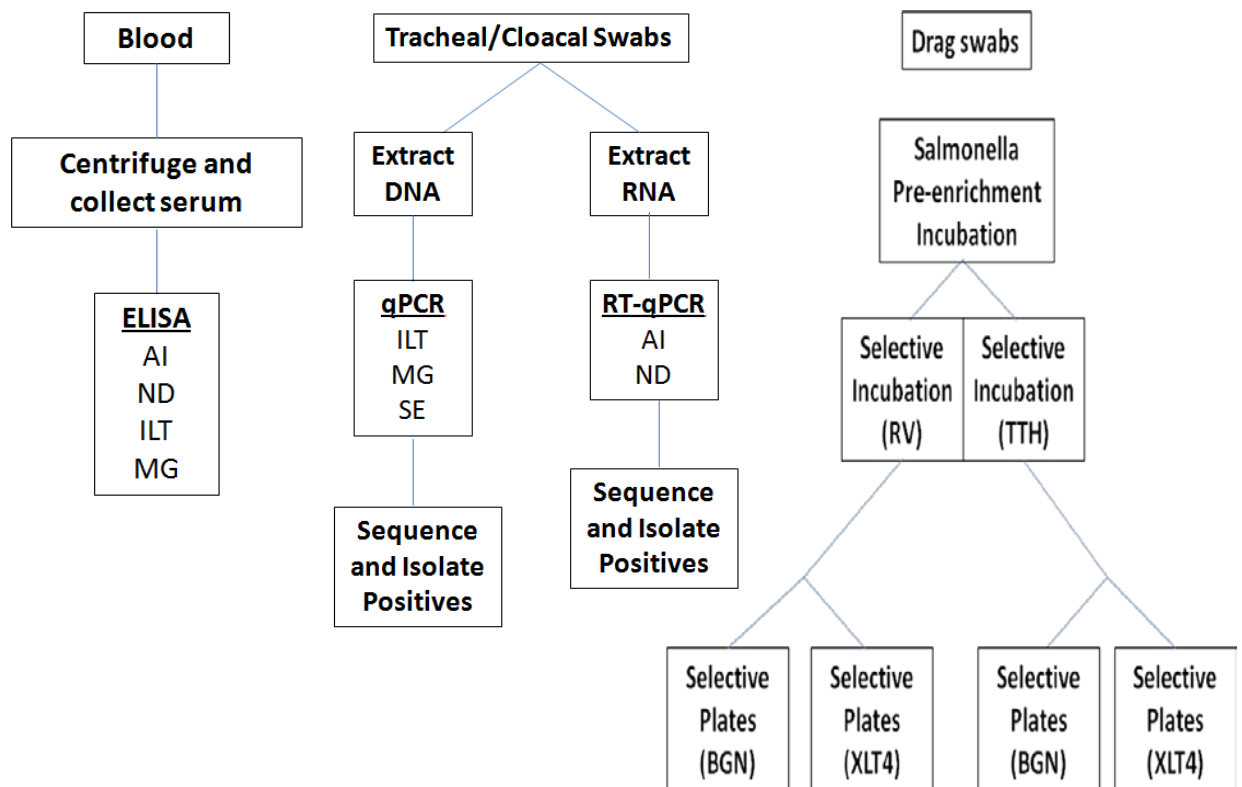 Blood
Centrifuge and
collect serum
ELISA
AI
ND
ILT
MG
Tracheal/Cloacal Swabs
Extract
DNA
qPCR
ILT
MG
SE
Sequence
and Isolate
Positives
Extract
RNA
RT-qPCR
AI
ND
Sequence
and Isolate
Positives
Drag swabs
Salmonella
Pre-enrichment
Incubation
Selective
Incubation
(RV)
Selective
Incubation
(TTH)
Selective
Plates
(BGN)
Selective
Plates
(XLT4)
Selective
Plates
(BGN)
Selective
Plates
(XLT4)